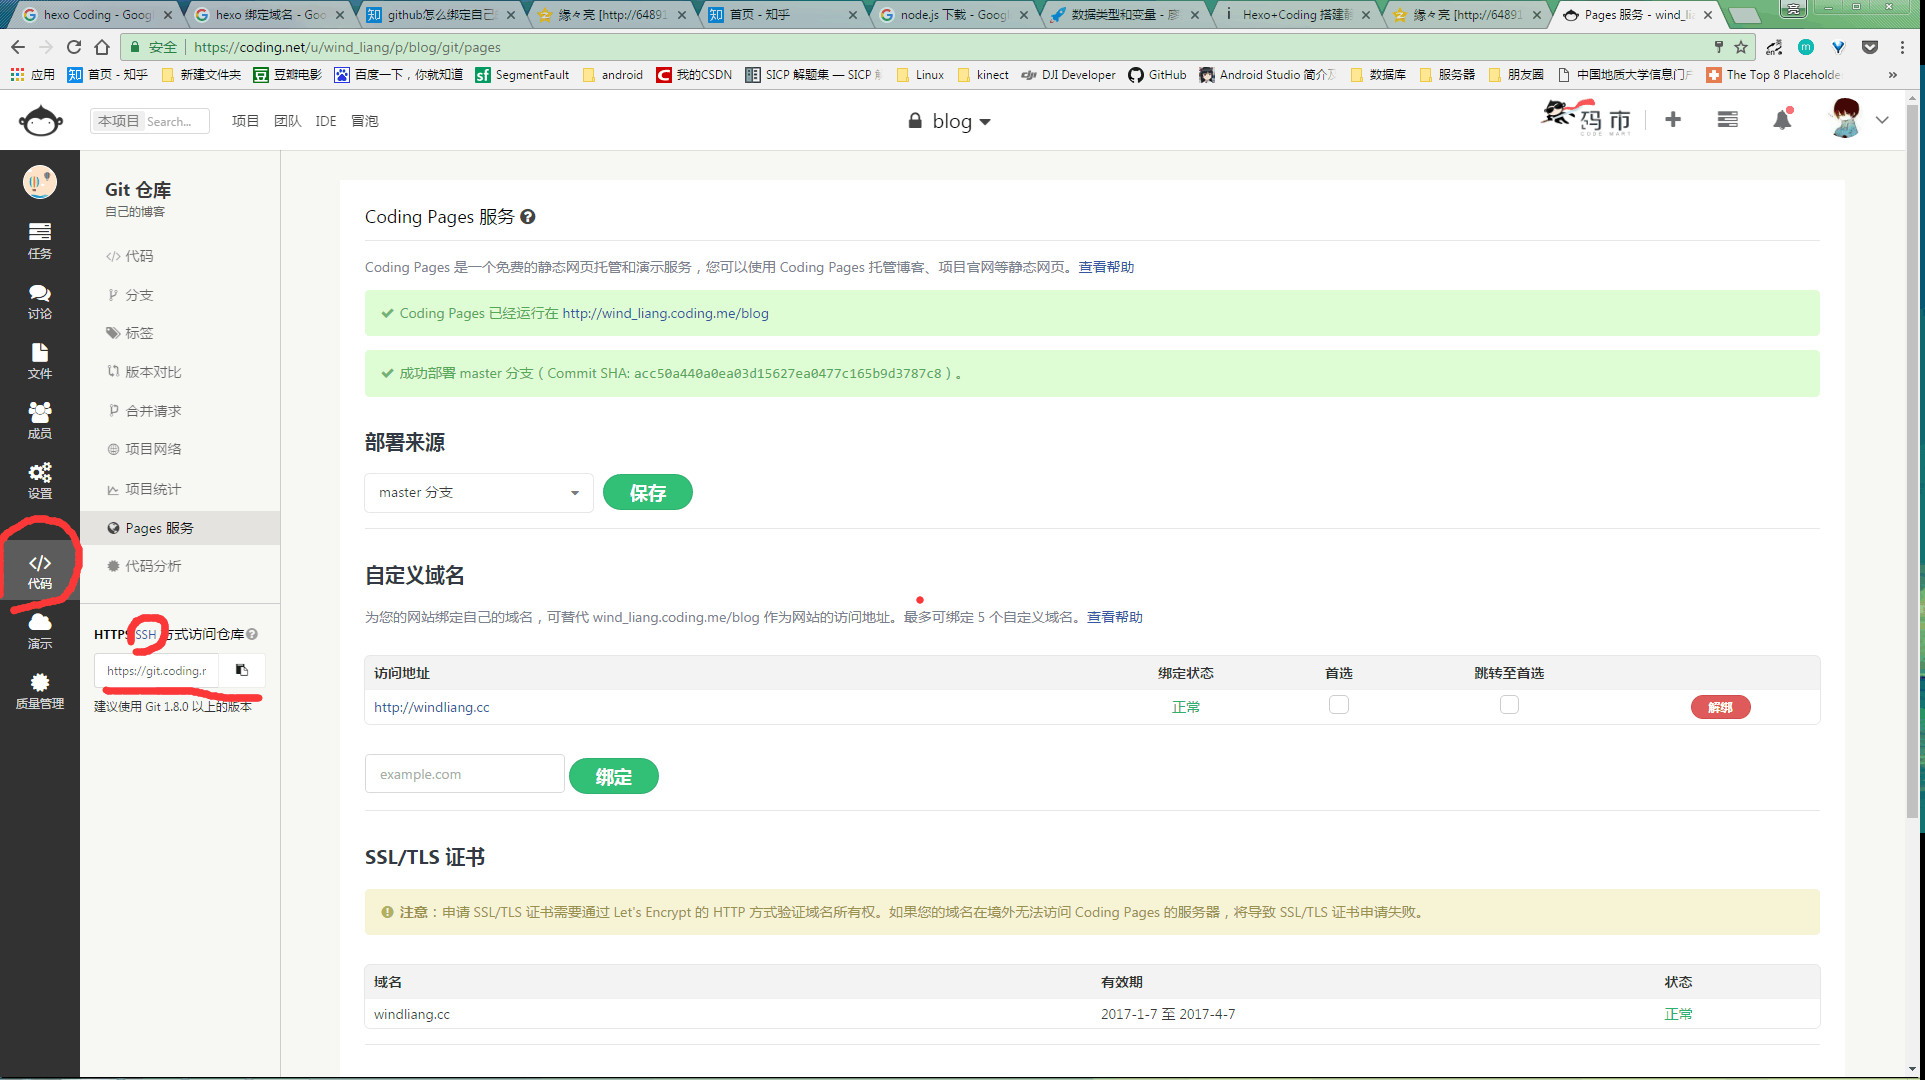 hexo Coding - Goog
hexo 绑定域名 - Goo
github怎么绑定自己
缘々亮 [http://64891
首页 - 知乎
node.js 下载 - Goog
数据类型和变量 - 廖
Hexo+Coding 搭建
缘々亮 [http://64891
Pages 服务 - wind_li
亮
安全
https://coding.net/u/wind_liang/p/blog/git/pages
应用
首页 - 知乎
新建文件夹
豆瓣电影
百度一下，你就知道
SegmentFault
android
我的CSDN
SICP 解题集 — SICP
Linux
kinect
DJI Developer
GitHub
Android Studio 简介及
数据库
服务器
朋友圈
中国地质大学信息门户
The Top 8 Placeholde
»
本项目 Search...
项目
团队
IDE
冒泡
blog
码市
CODE MART
任务
讨论
文件
成员
设置
代码
演示
质量管理
Git 仓库
自己的博客
代码
分支
标签
版本对比
合并请求
项目网络
项目统计
Pages 服务
代码分析
HTTPS SSH 方式访问仓库
https://git.coding.r
建议使用 Git 1.8.0 以上的版本
Coding Pages 服务
Coding Pages 是一个免费的静态网页托管和演示服务，您可以使用 Coding Pages 托管博客、项目官网等静态网页。查看帮助
Coding Pages 已经运行在 http://wind_liang.coding.me/blog
成功部署 master 分支（Commit SHA: acc50a440a0ea03d15627ea0477c165b9d3787c8）。
部署来源
master 分支
保存
自定义域名
为您的网站绑定自己的域名，可替代 wind_liang.coding.me/blog 作为网站的访问地址。最多可绑定 5 个自定义域名。查看帮助
访问地址 绑定状态 首选 跳转至首选
http://windliang.cc 正常 解绑
example.com
绑定
SSL/TLS 证书
注意：申请 SSL/TLS 证书需要通过 Let's Encrypt 的 HTTP 方式验证域名所有权。如果您的域名在境外无法访问 Coding Pages 的服务器，将导致 SSL/TLS 证书申请失败。
域名 有效期 状态
windliang.cc 2017-1-7 至 2017-4-7 正常